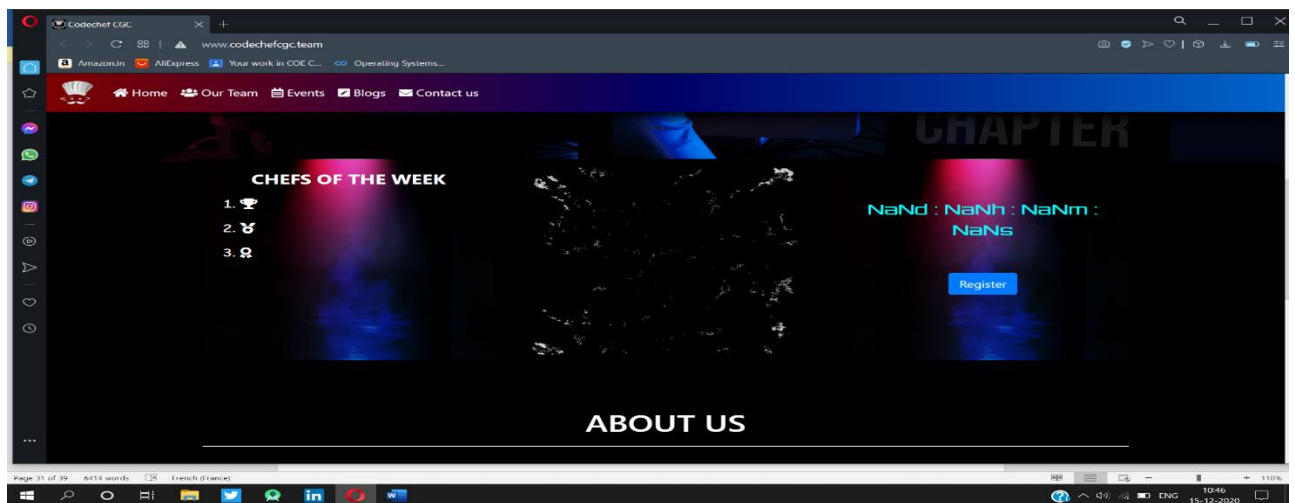 Codechef CGC
www.codechefcgc.team
Amazon.in AliExpress Your work in COE C... Operating Systems...
Home Our Team Events Blogs Contact us
CHAPTER
CHEFS OF THE WEEK
1.
2.
3.
NaNd : NaNh : NaNm :
NaNs
Register
ABOUT US
Page 31 of 39 6414 words French (France) 110%
ENG 10:46
15-12-2020